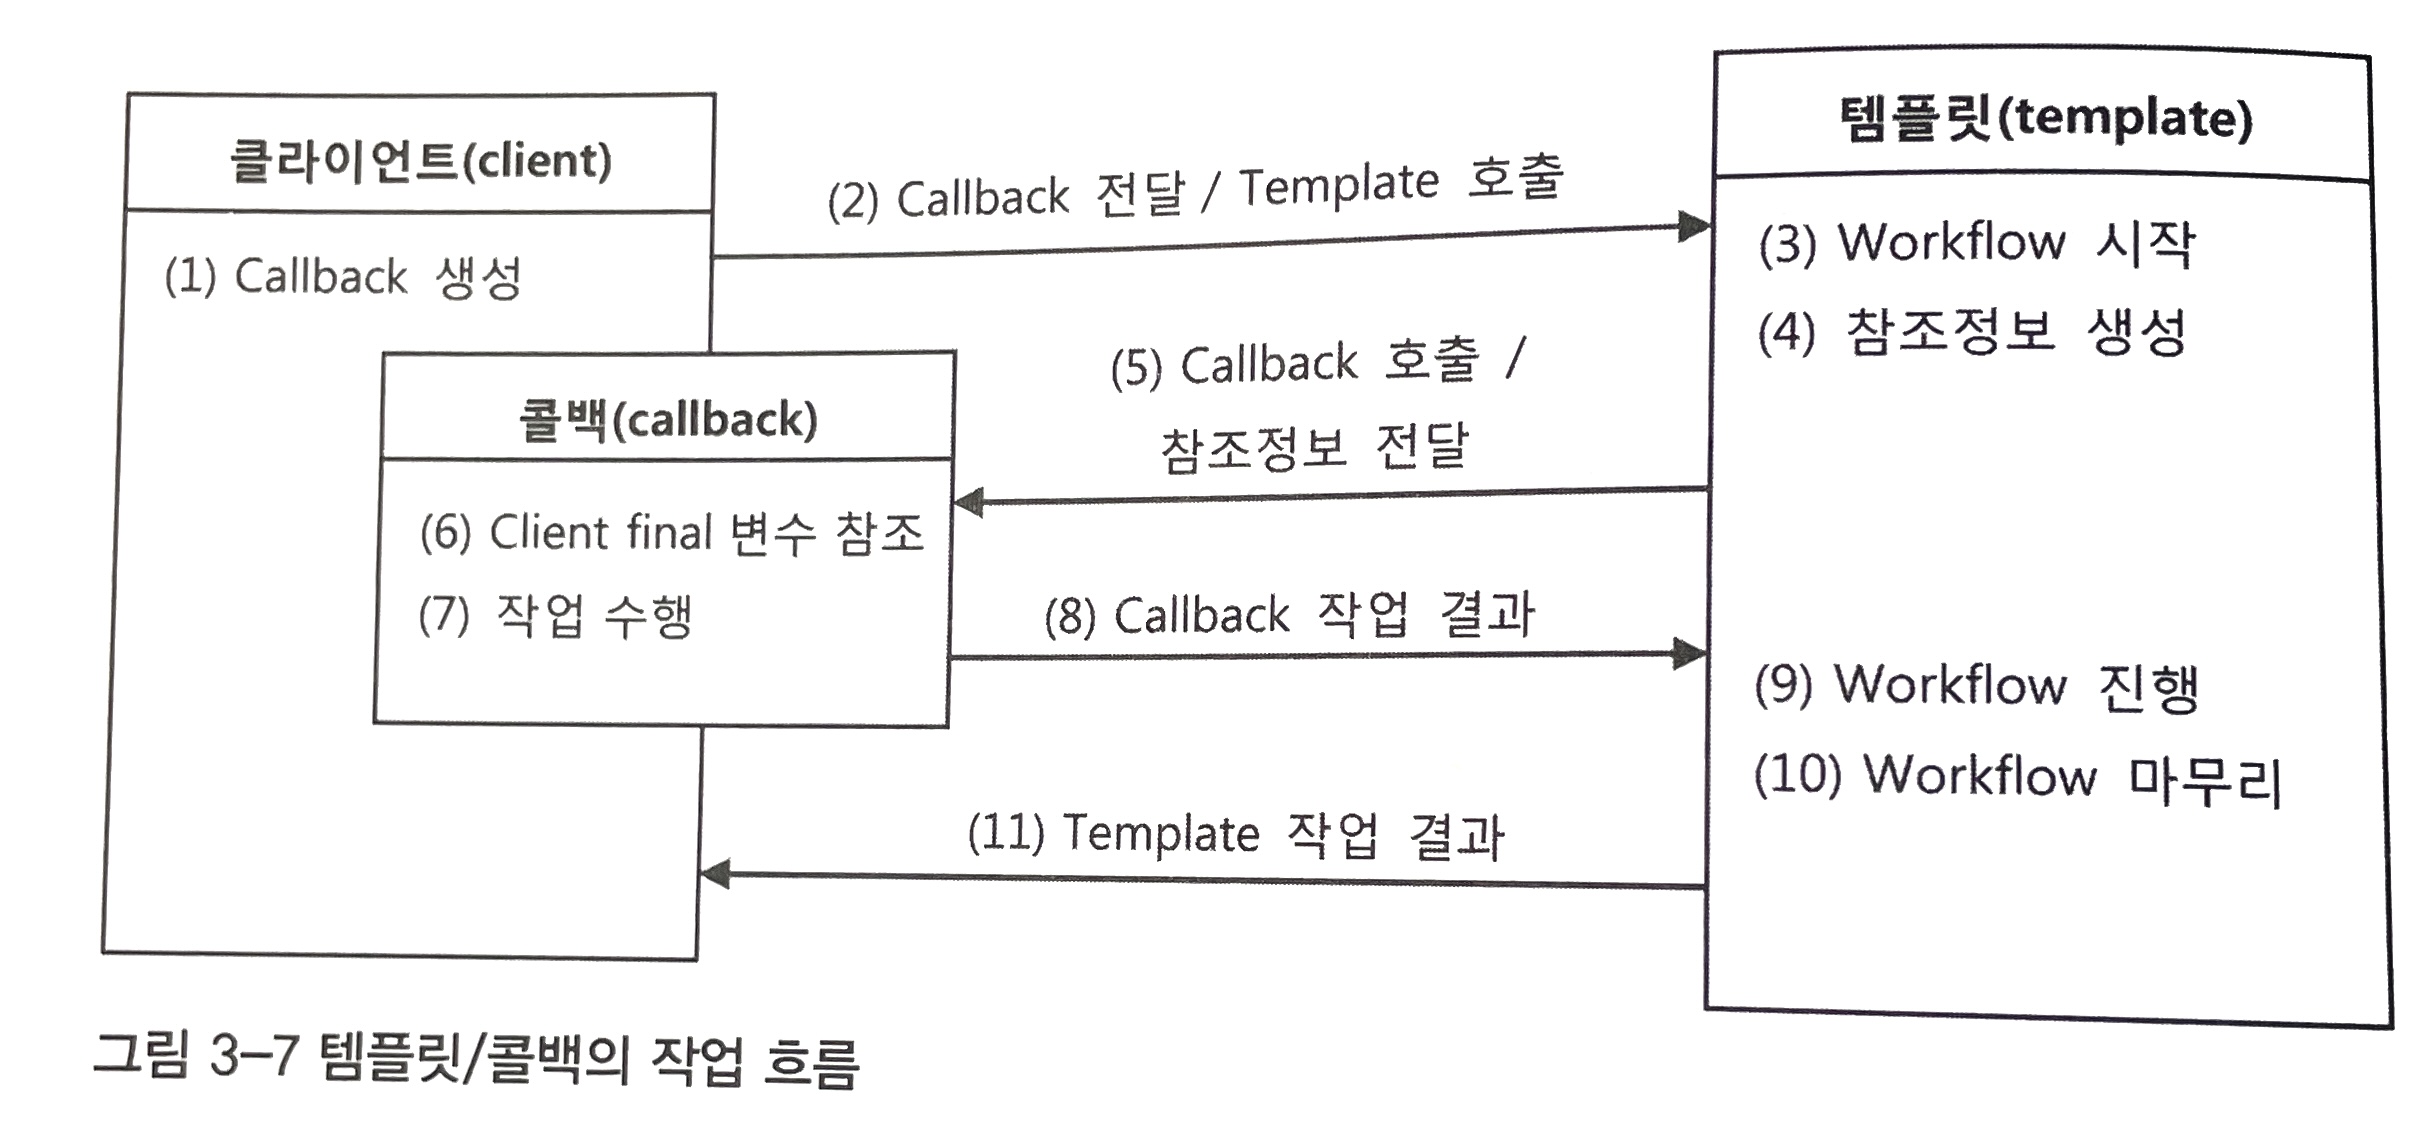 클라이언트(client)
(1) Callback 생성
(2) Callback 전달 / Template 호출
템플릿(template)
(3) Workflow 시작
(4) 참조정보 생성
(5) Callback 호출 /
참조정보 전달
콜백(callback)
(6) Client final 변수 참조
(7) 작업 수행
(8) Callback 작업 결과
(9) Workflow 진행
(10) Workflow 마무리
(11) Template 작업 결과
그림 3-7 템플릿/콜백의 작업 흐름